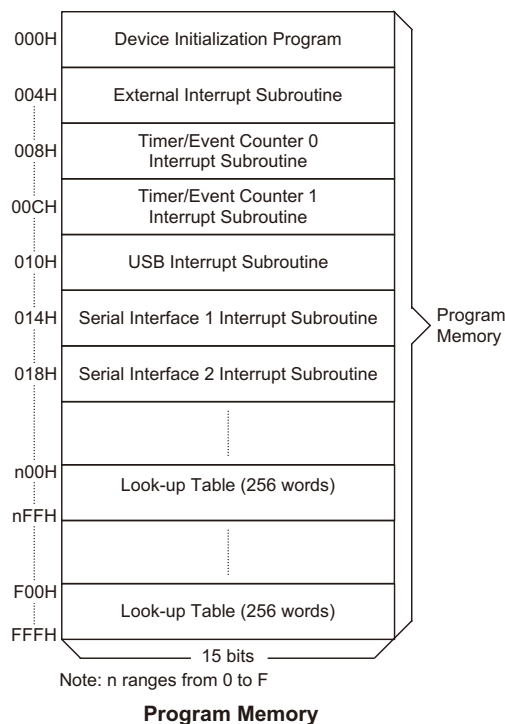 000H
Device Initialization Program
004H
External Interrupt Subroutine
008H
Timer/Event Counter 0
Interrupt Subroutine
00CH
Timer/Event Counter 1
Interrupt Subroutine
010H
USB Interrupt Subroutine
014H
Serial Interface 1 Interrupt Subroutine
018H
Serial Interface 2 Interrupt Subroutine
Program
Memory
n00H
Look-up Table (256 words)
nFFH
F00H
Look-up Table (256 words)
FFFH
15 bits
Note: n ranges from 0 to F
Program Memory